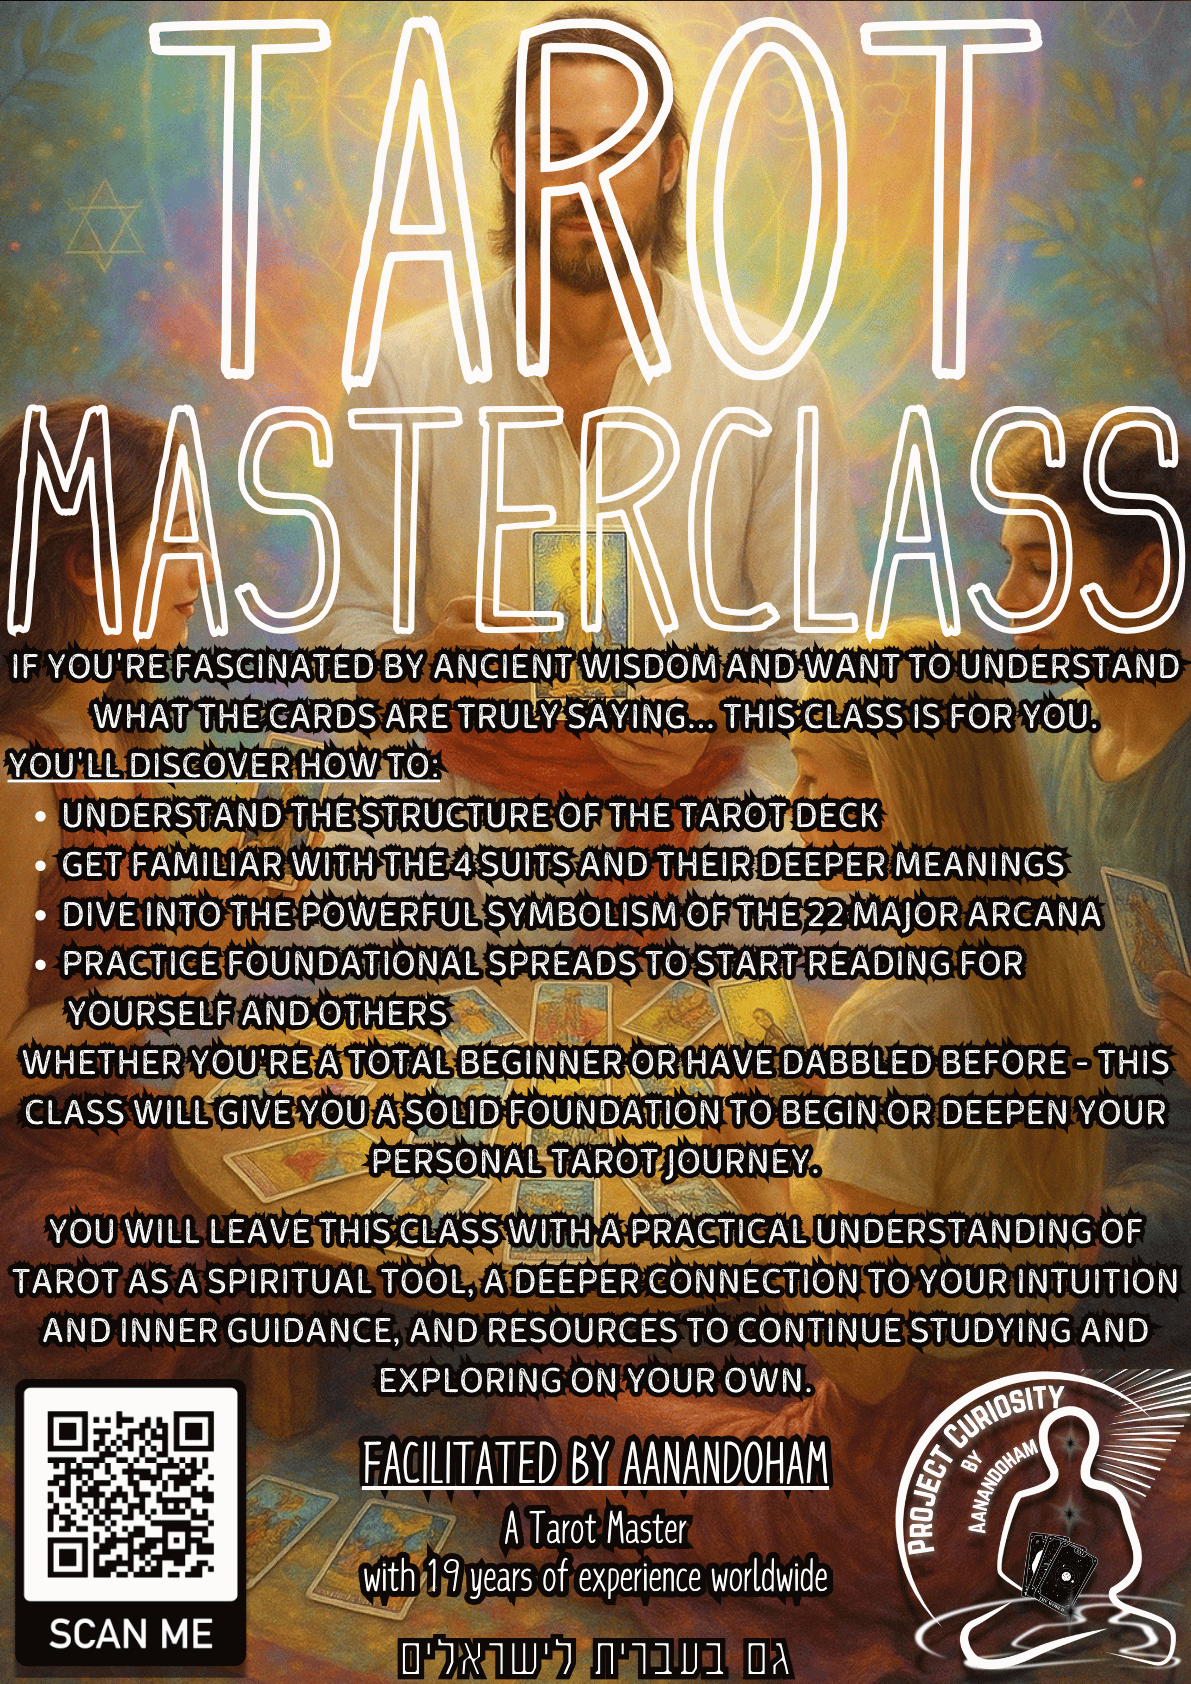 TAROT
MASTERCLASS
IF YOU'RE FASCINATED BY ANCIENT WISDOM AND WANT TO UNDERSTAND
WHAT THE CARDS ARE TRULY SAYING... THIS CLASS IS FOR YOU.
YOU'LL DISCOVER HOW TO:
• UNDERSTAND THE STRUCTURE OF THE TAROT DECK
• GET FAMILIAR WITH THE 4 SUITS AND THEIR DEEPER MEANINGS
• DIVE INTO THE POWERFUL SYMBOLISM OF THE 22 MAJOR ARCANA
• PRACTICE FOUNDATIONAL SPREADS TO START READING FOR
YOURSELF AND OTHERS
WHETHER YOU'RE A TOTAL BEGINNER OR HAVE DABBLED BEFORE - THIS
CLASS WILL GIVE YOU A SOLID FOUNDATION TO BEGIN OR DEEPEN YOUR
PERSONAL TAROT JOURNEY.
YOU WILL LEAVE THIS CLASS WITH A PRACTICAL UNDERSTANDING OF
TAROT AS A SPIRITUAL TOOL, A DEEPER CONNECTION TO YOUR INTUITION
AND INNER GUIDANCE, AND RESOURCES TO CONTINUE STUDYING AND
EXPLORING ON YOUR OWN.
SCAN ME
FACILITATED BY AANANDOHAM
A Tarot Master
with 19 years of experience worldwide
גם בעברית לישראלים
PROJECT CURIOSITY
BY
AANANDOHAM